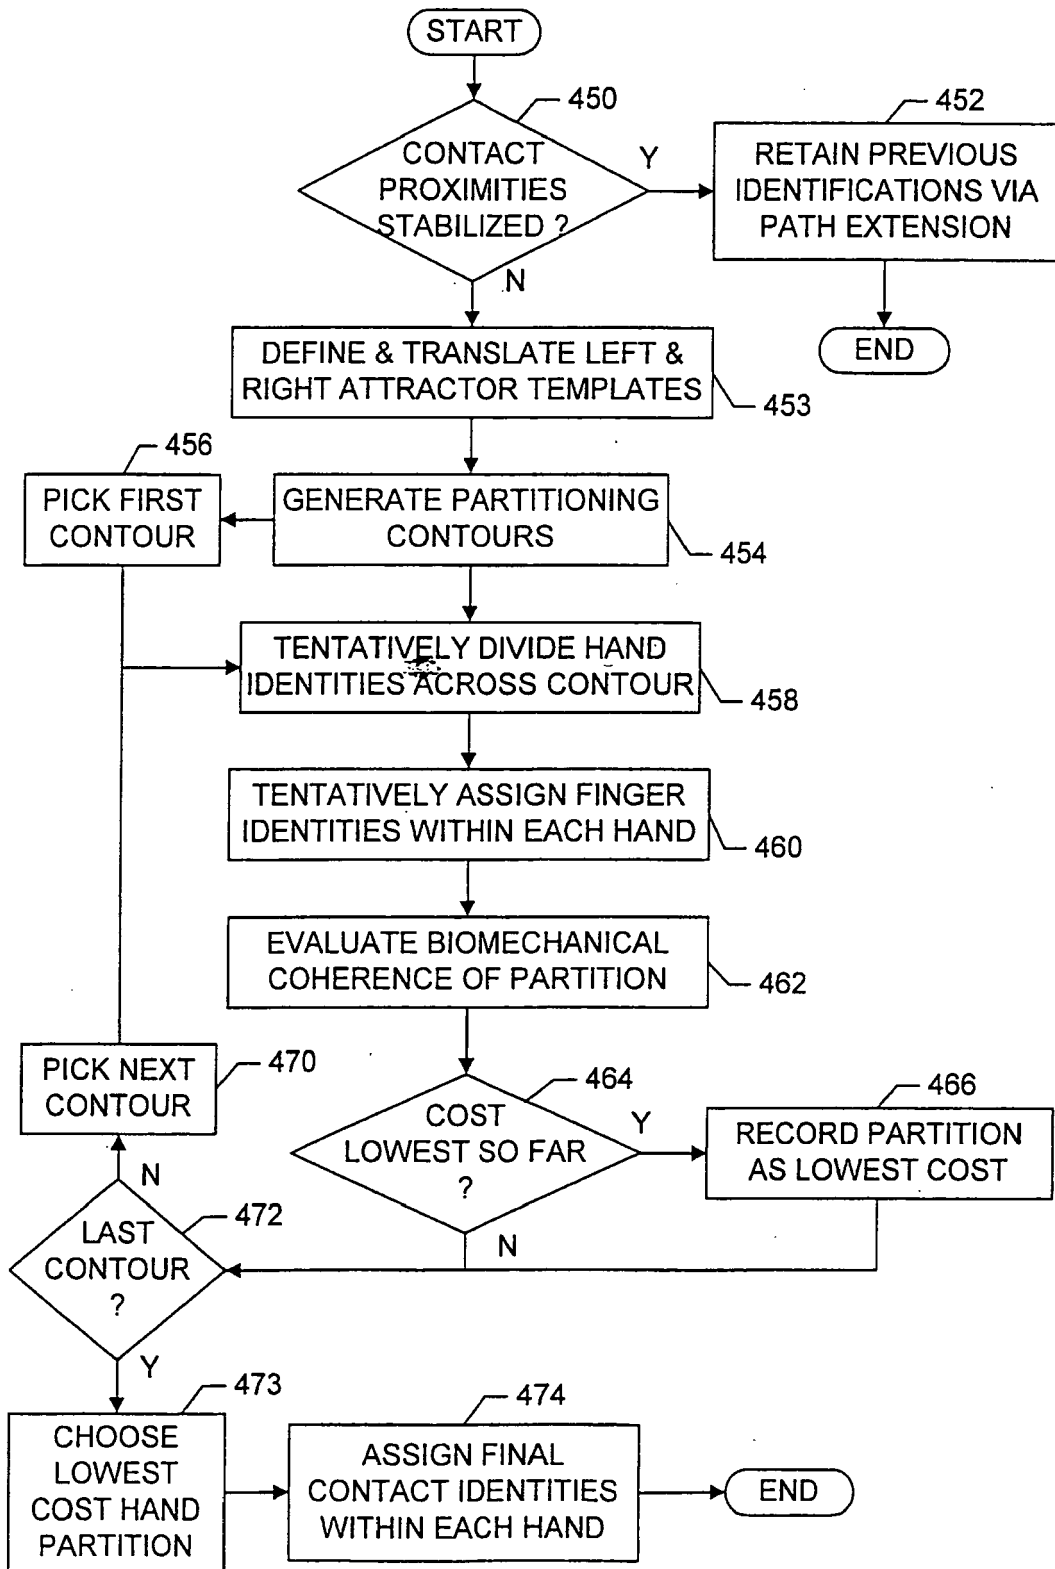 START
450
CONTACT
PROXIMITIES
STABILIZED ?
Y
N
452
RETAIN PREVIOUS
IDENTIFICATIONS VIA
PATH EXTENSION
END
DEFINE & TRANSLATE LEFT &
RIGHT ATTRACTOR TEMPLATES
453
456
PICK FIRST
CONTOUR
GENERATE PARTITIONING
CONTOURS
454
TENTATIVELY DIVIDE HAND
IDENTITIES ACROSS CONTOUR
458
TENTATIVELY ASSIGN FINGER
IDENTITIES WITHIN EACH HAND
460
EVALUATE BIOMECHANICAL
COHERENCE OF PARTITION
462
PICK NEXT
CONTOUR
470
464
COST
LOWEST SO FAR
?
Y
N
466
RECORD PARTITION
AS LOWEST COST
N
472
LAST
CONTOUR
?
Y
473
CHOOSE
LOWEST
COST HAND
PARTITION
474
ASSIGN FINAL
CONTACT IDENTITIES
WITHIN EACH HAND
END